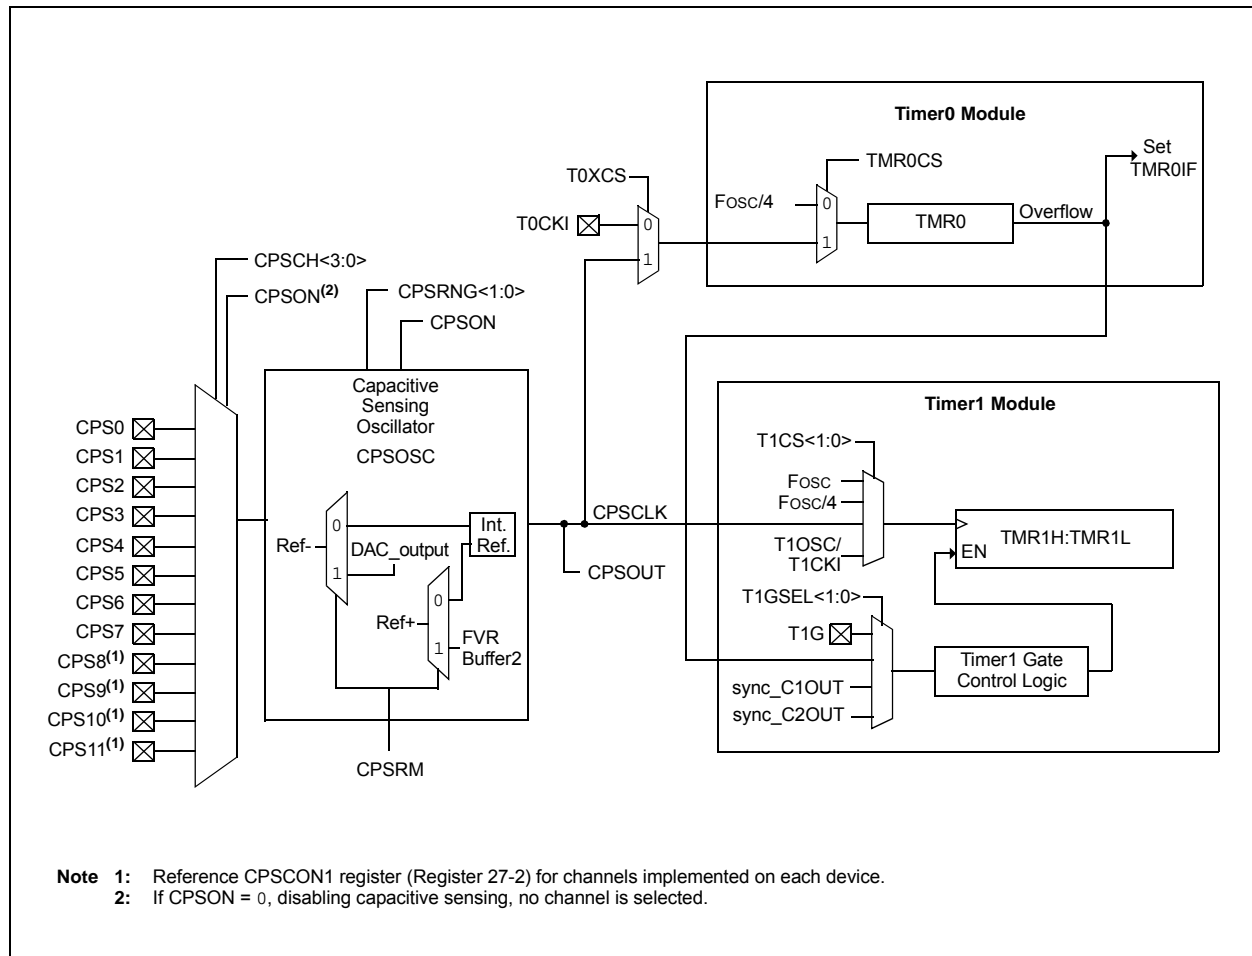 Timer0 Module
Set
TMR0IF
TMR0CS
T0XCS
FOSC/4
0
1
TMR0
Overflow
T0CKI
0
1
CPSCH<3:0>
CPSON(2)
CPSRNG<1:0>
CPSON
Capacitive
Sensing
Oscillator
CPSOSC
Timer1 Module
T1CS<1:0>
CPS0
CPS1
CPS2
CPS3
CPS4
CPS5
CPS6
CPS7
CPS8(1)
CPS9(1)
CPS10(1)
CPS11(1)
Ref-
0
1
DAC_output
Int.
Ref.
Ref+
0
1
FVR
Buffer2
CPSRM
CPSCLK
CPSOUT
FOSC
FOSC/4
T1OSC/
T1CKI
TMR1H:TMR1L
EN
T1GSEL<1:0>
T1G
sync_C1OUT
sync_C2OUT
Timer1 Gate
Control Logic
Note 1: Reference CPSCON1 register (Register 27-2) for channels implemented on each device.
2: If CPSON = 0, disabling capacitive sensing, no channel is selected.